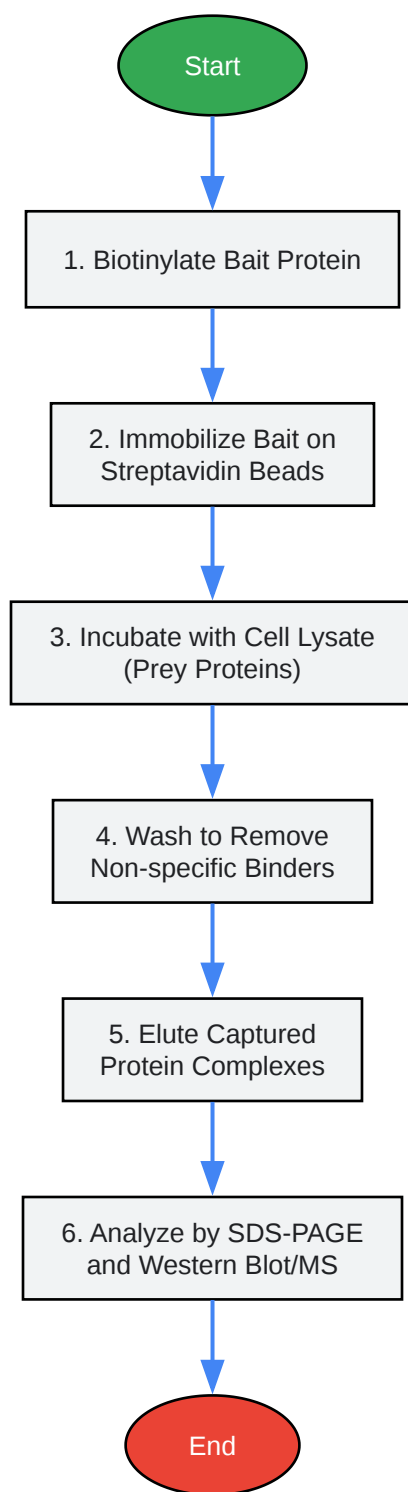 Start
1. Biotinylate Bait Protein
2. Immobilize Bait on
Streptavidin Beads
3. Incubate with Cell Lysate
(Prey Proteins)
4. Wash to Remove
Non-specific Binders
5. Elute Captured
Protein Complexes
6. Analyze by SDS-PAGE
and Western Blot/MS
End